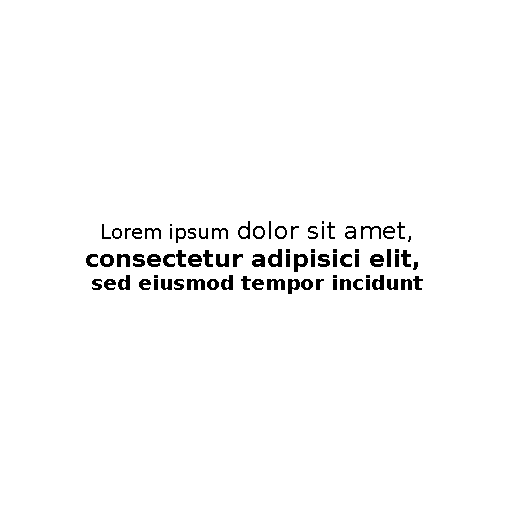 Lorem ipsum dolor sit amet,
consectetur adipisici elit,
sed eiusmod tempor incidunt